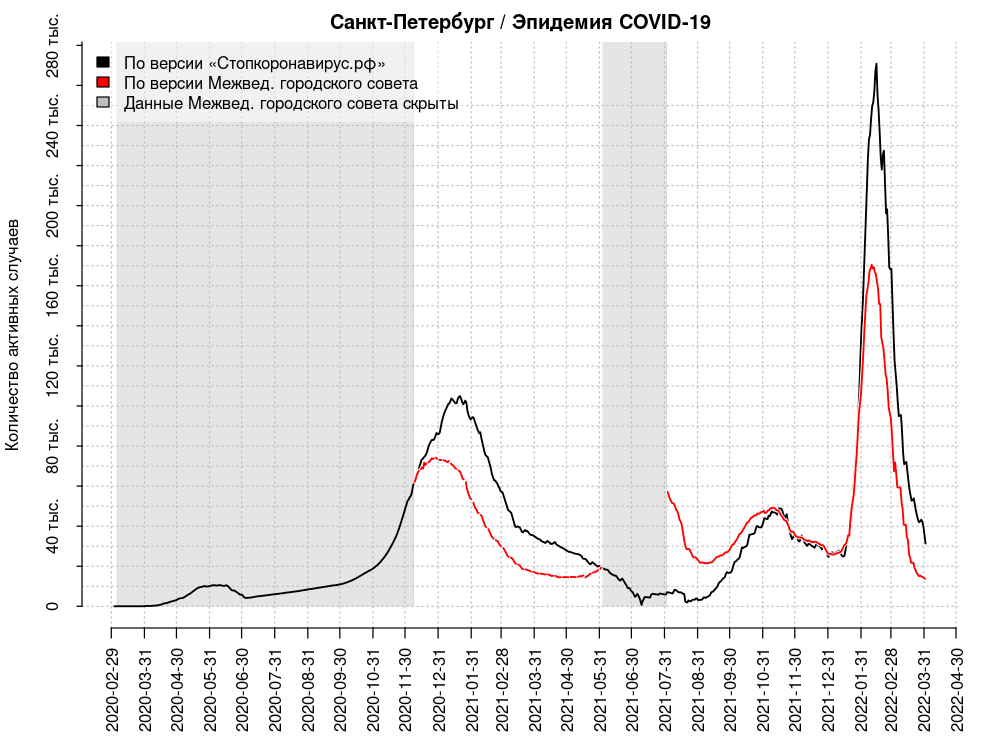 Санкт-Петербург / Эпидемия COVID-19
По версии «Стопкоронавирус.рф»
По версии Межвед. городского совета
Данные Межвед. городского совета скрыты
Количество активных случаев
280 тыс.
240 тыс.
200 тыс.
160 тыс.
120 тыс.
80 тыс.
40 тыс.
0
2020-02-29
2020-03-31
2020-04-30
2020-05-31
2020-06-30
2020-07-31
2020-08-31
2020-09-30
2020-10-31
2020-11-30
2020-12-31
2021-01-31
2021-02-28
2021-03-31
2021-04-30
2021-05-31
2021-06-30
2021-07-31
2021-08-31
2021-09-30
2021-10-31
2021-11-30
2021-12-31
2022-01-31
2022-02-28
2022-03-31
2022-04-30